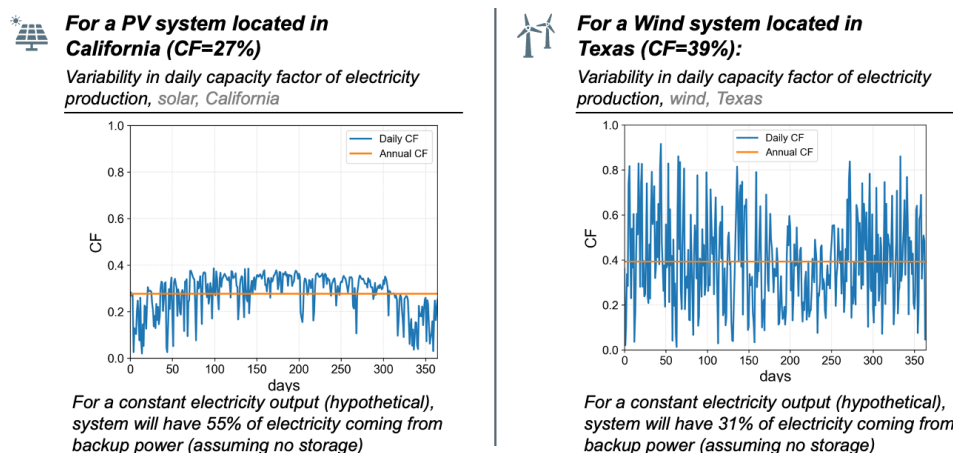 For a PV system located in
California (CF=27%)
Variability in daily capacity factor of electricity
production, solar, California
1.0
0.8
0.6
0.4
0.2
0.0
CF
Daily CF
Annual CF
0
50
100
150
200
250
300
350
days
For a constant electricity output (hypothetical),
system will have 55% of electricity coming from
backup power (assuming no storage)
For a Wind system located in
Texas (CF=39%):
Variability in daily capacity factor of electricity
production, wind, Texas
1.0
0.8
0.6
0.4
0.2
0.0
CF
Daily CF
Annual CF
0
50
100
150
200
250
300
350
days
For a constant electricity output (hypothetical),
system will have 31% of electricity coming from
backup power (assuming no storage)